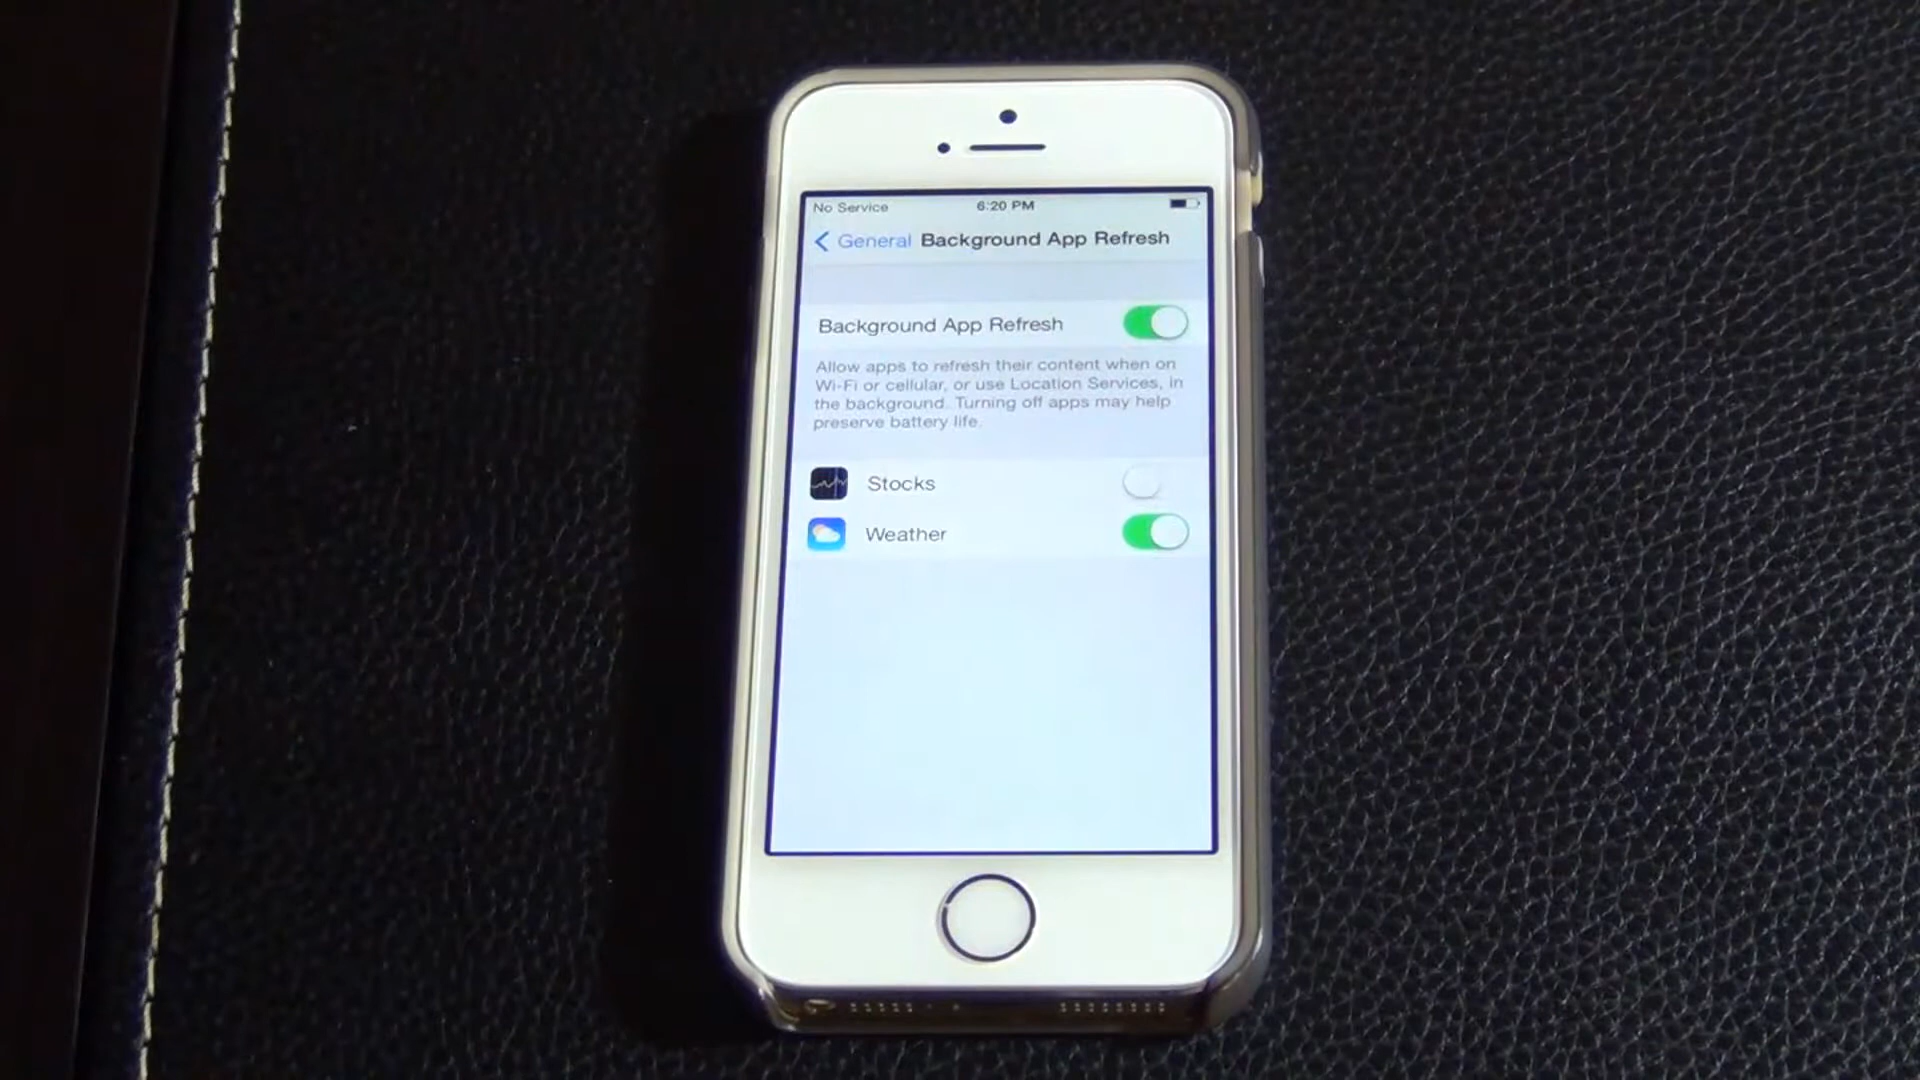 No Service 6:20 PM
General Background App Refresh
Background App Refresh
Allow apps to refresh their content when on
Wi-Fi or cellular, or use Location Services, in
the background. Turning off apps may help
preserve battery life.
Stocks
Weather